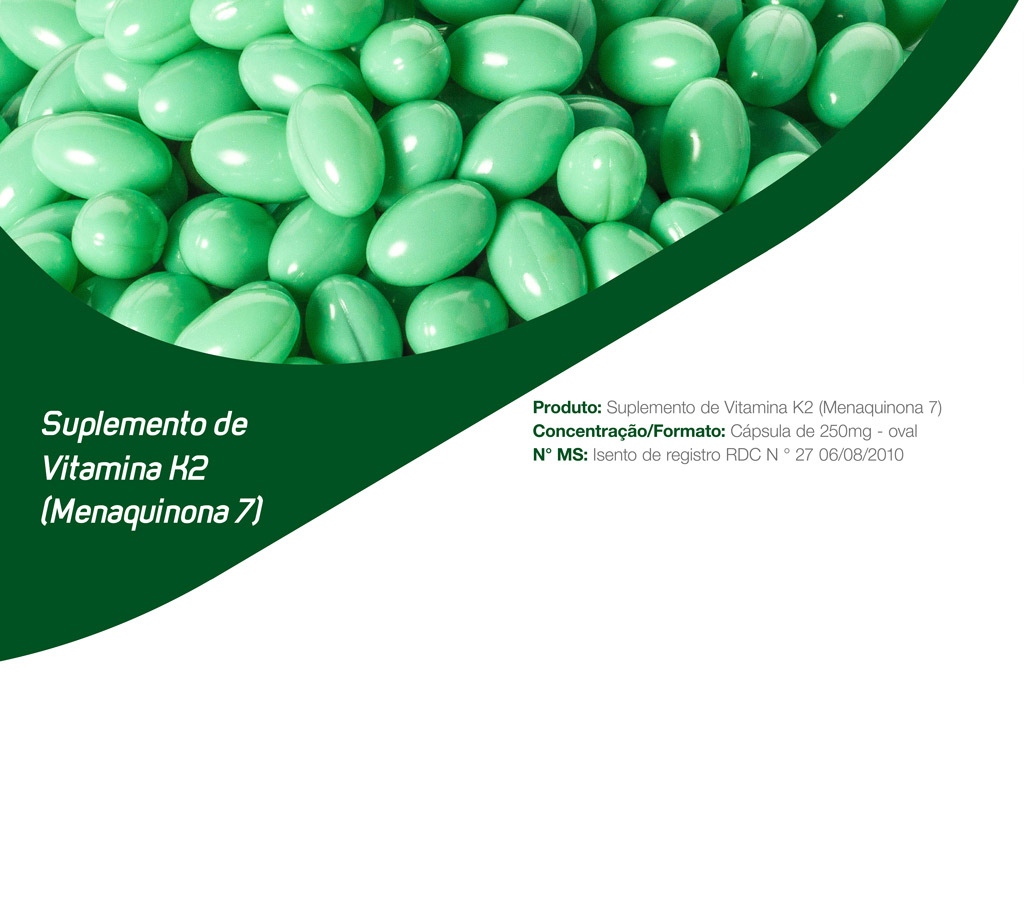 Suplemento de
Vitamina K2
(Menaquinona 7)
Produto: Suplemento de Vitamina K2 (Menaquinona 7)
Concentração/Formato: Cápsula de 250mg - oval
N° MS: Isento de registro RDC N ° 27 06/08/2010